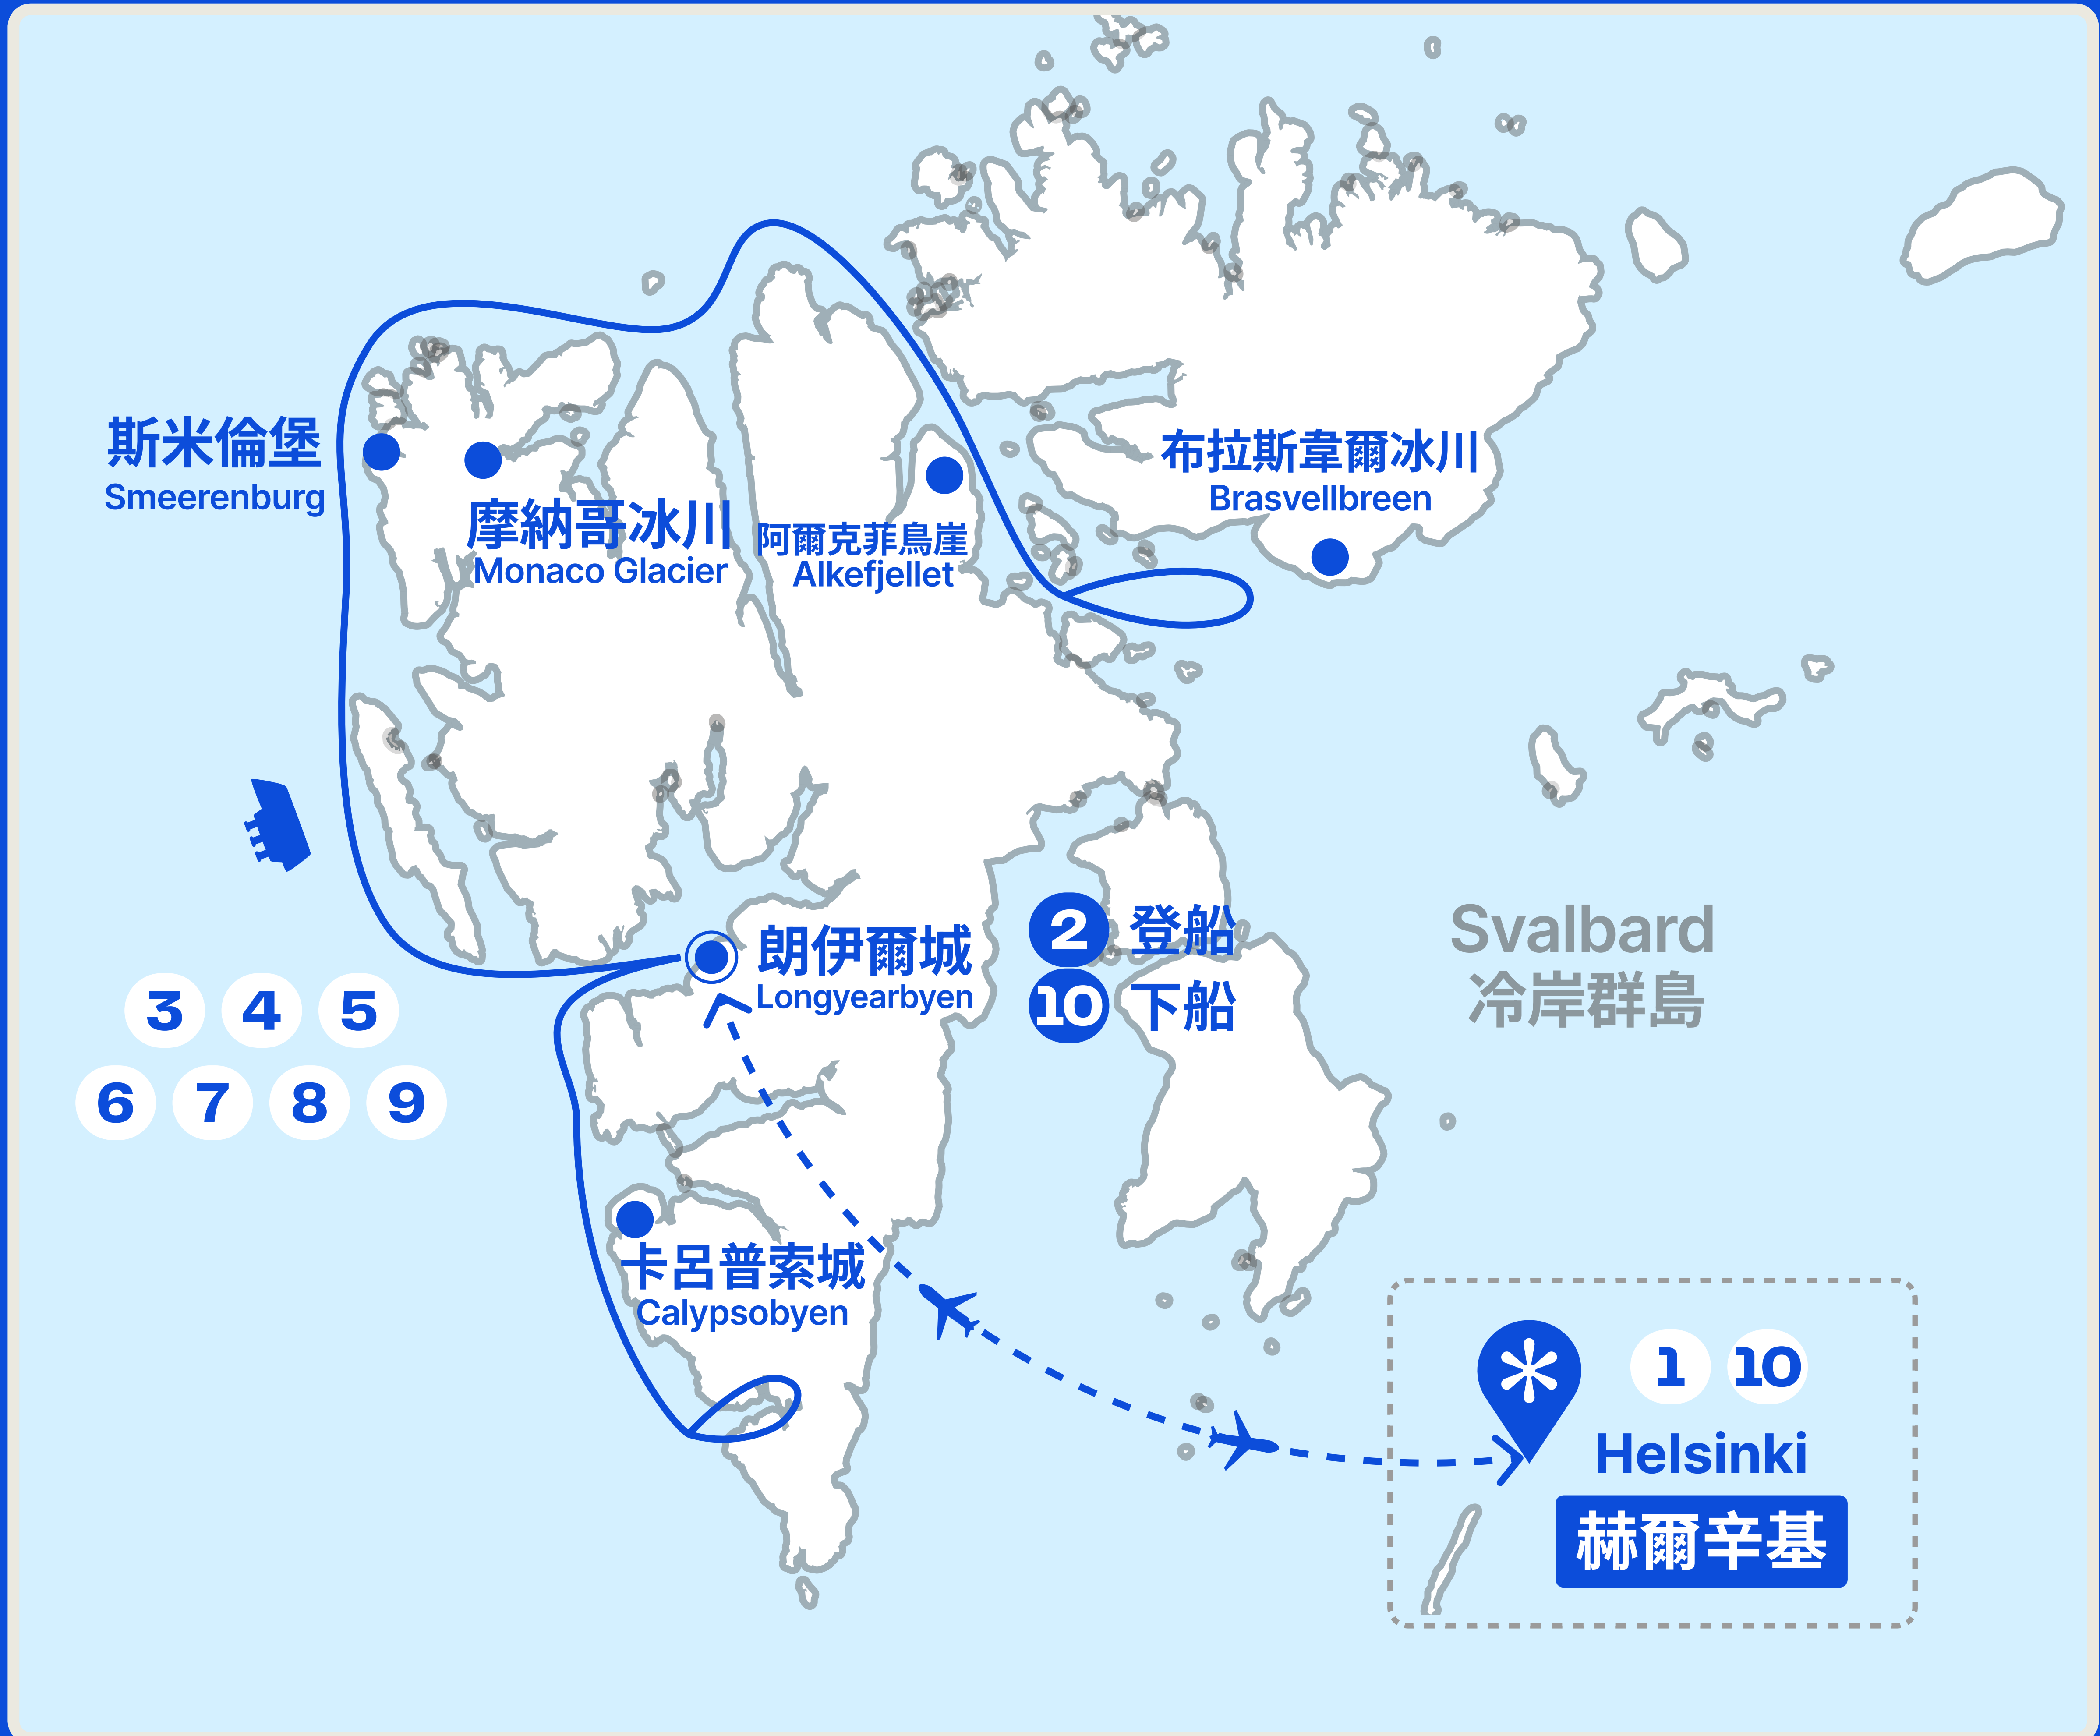 斯米倫堡
Smeerenburg
摩納哥冰川
Monaco Glacier
阿爾克菲鳥崖
Alkefjellet
布拉斯韋爾冰川
Brasvellbreen
朗伊爾城
Longyearbyen
2 登船
10 下船
Svalbard
冷岸群島
3 4 5
6 7 8 9
卡呂普索城
Calypsobyen
1 10
Helsinki
赫爾辛基